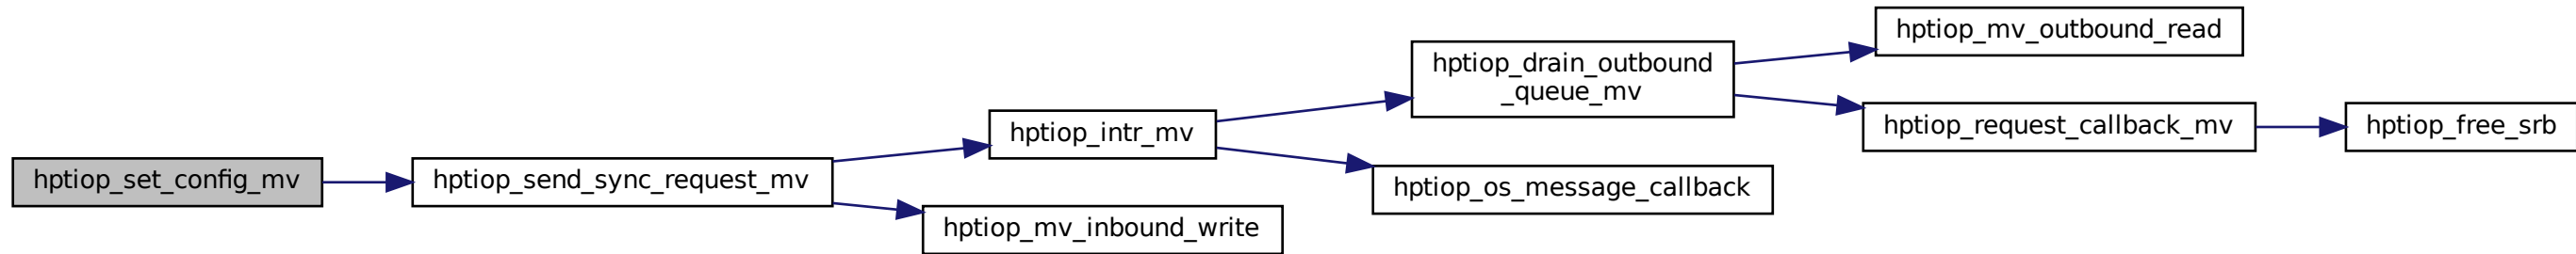 hptiop_set_config_mv
hptiop_send_sync_request_mv
hptiop_intr_mv
hptiop_mv_inbound_write
hptiop_drain_outbound
_queue_mv
hptiop_os_message_callback
hptiop_mv_outbound_read
hptiop_request_callback_mv
hptiop_free_srb